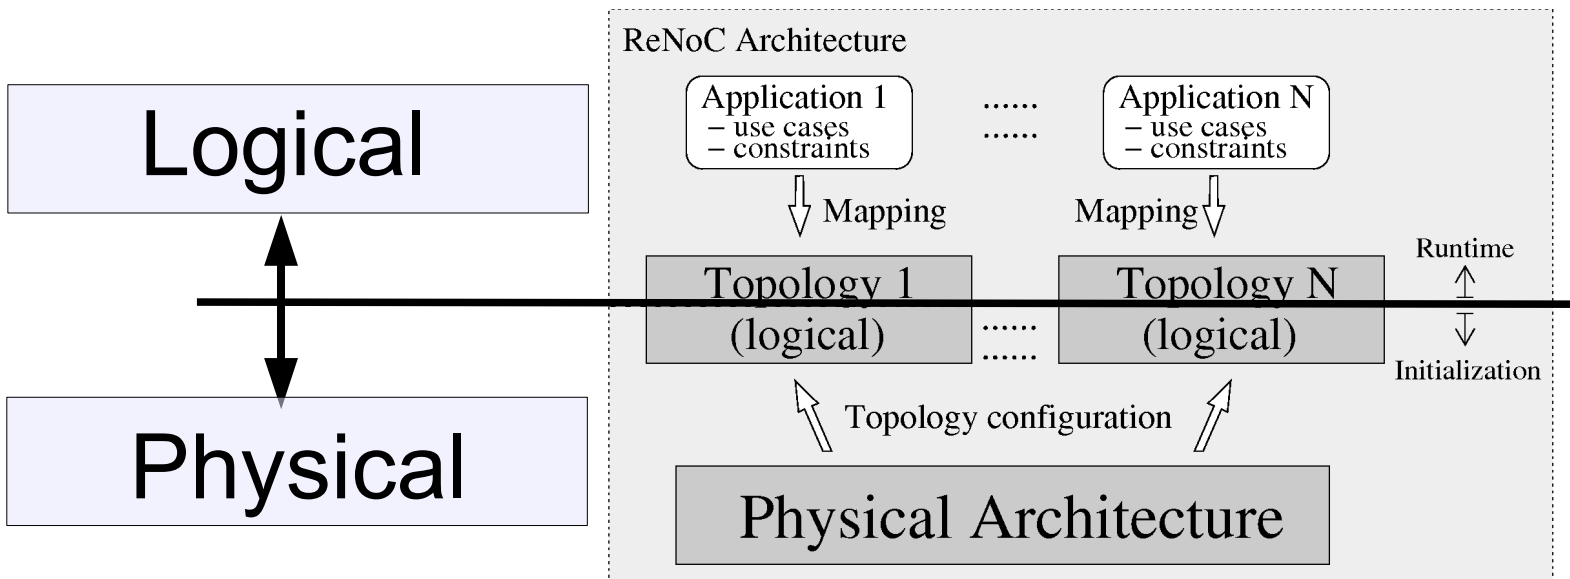 Logical
Physical
ReNoC Architecture
Application 1
– use cases
– constraints
......
......
Application N
– use cases
– constraints
Mapping
Mapping
Topology 1
(logical)
......
......
Topology N
(logical)
Runtime
Initialization
Topology configuration
Physical Architecture